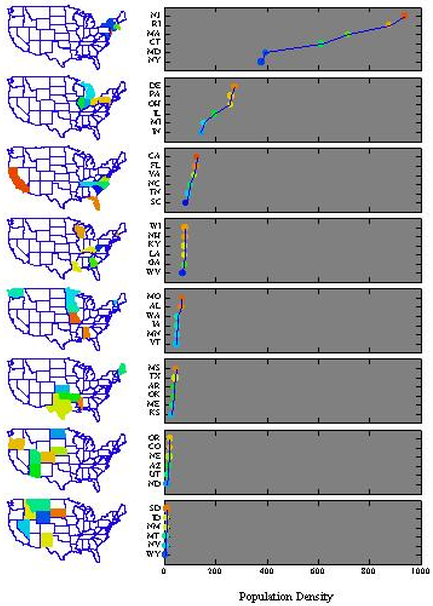 NJ
RI
MA
CT
MD
NY
DE
PA
OH
IL
MI
IN
CA
FL
VA
NC
TN
SC
WI
NH
KY
LA
GA
WV
MO
AL
WA
IA
MN
VT
MS
TX
AR
OK
ME
KS
OR
CO
NE
AZ
UT
ND
SD
ID
NM
MT
NV
WY
0 200 400 600 800 1000
Population Density